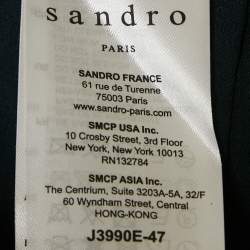 sandro
PARIS
SANDRO FRANCE
61 rue de Turenne
75003 Paris
www.sandro-paris.com
SMCP USA Inc.
10 Crosby Street, 3rd Floor
New York, New York 10013
RN132784
SMCP ASIA Inc.
The Centrium, Suite 3203A-5A, 32/F
60 Wyndham Street, Central
HONG-KONG
J3990E-47